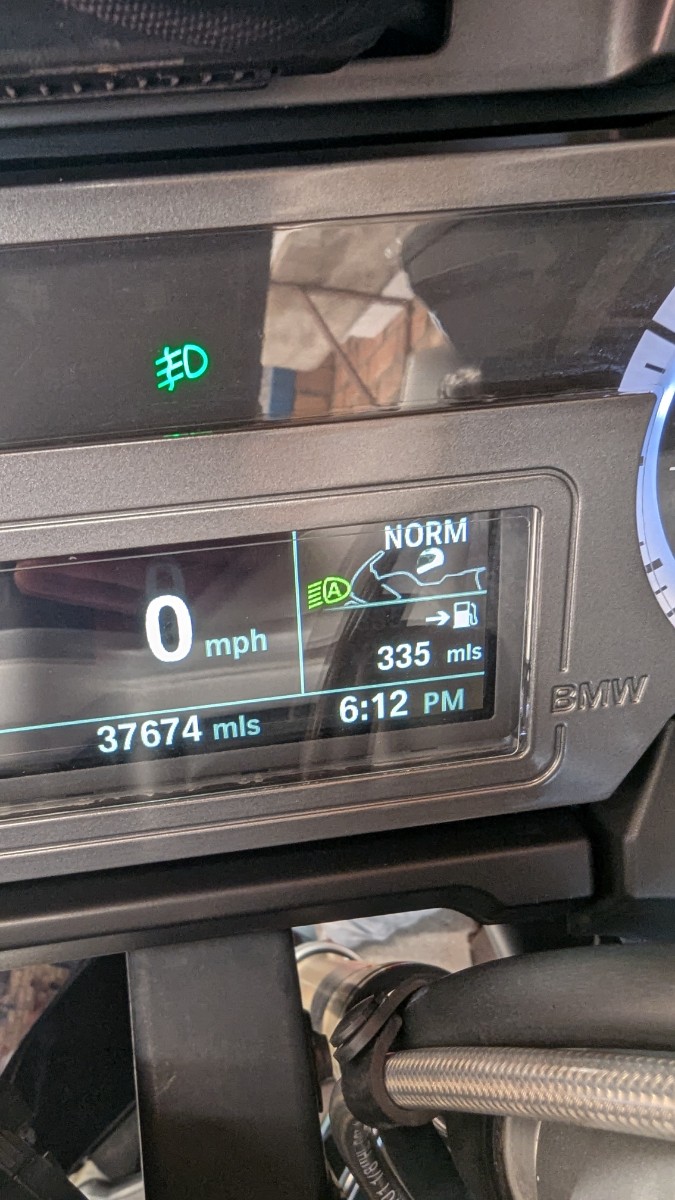 NORM
A
0 mph
335 mls
BMW
37674 mls
6:12 PM